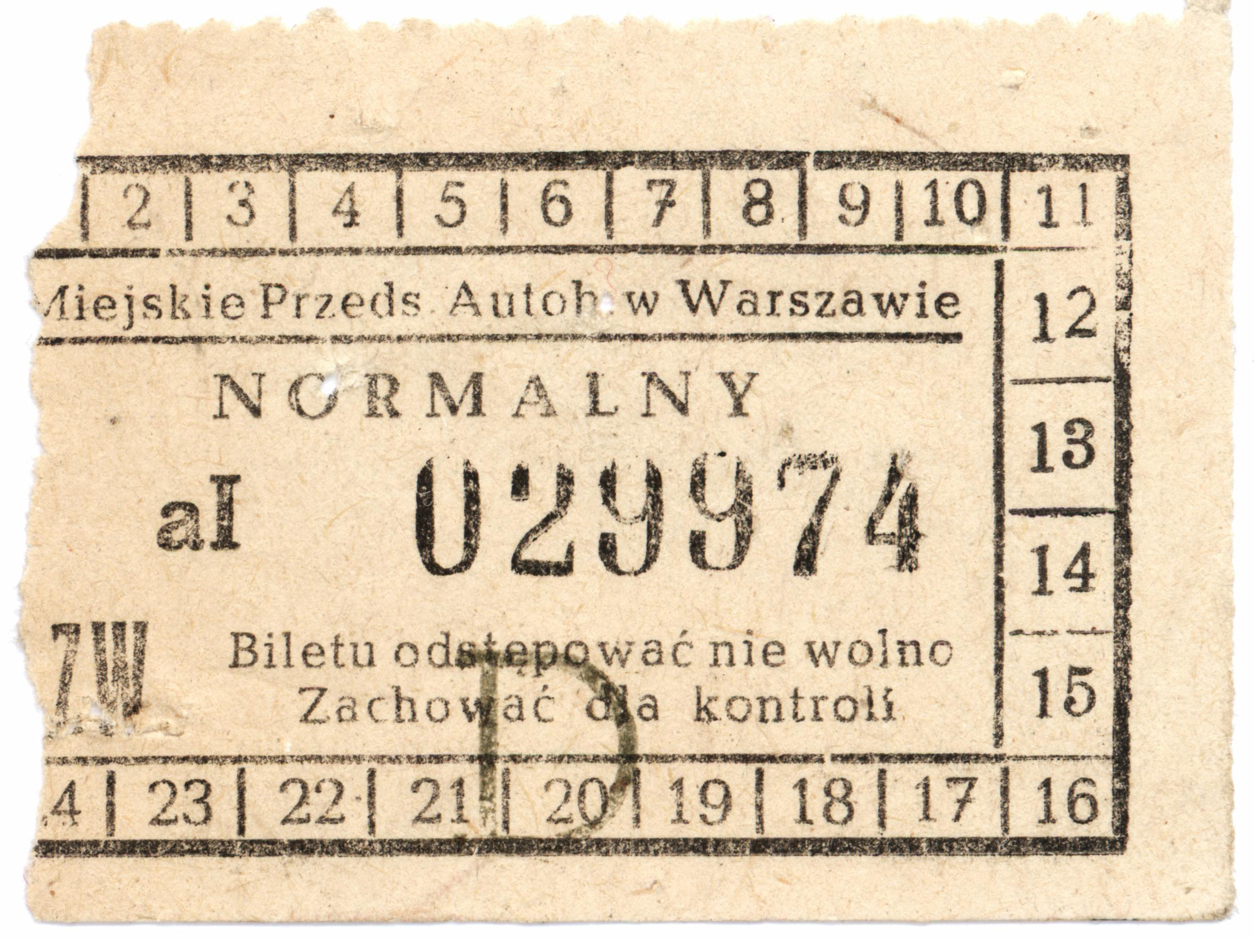 2 3 4 5 6 7 8 9 10 11
Miejskie Przeds. Autob. w Warszawie
12
NORMALNY
13
aI 029974
14
ZW
Biletu odstępować nie wolno
Zachować dla kontroli
15
D
4 23 22 21 20 19 18 17 16